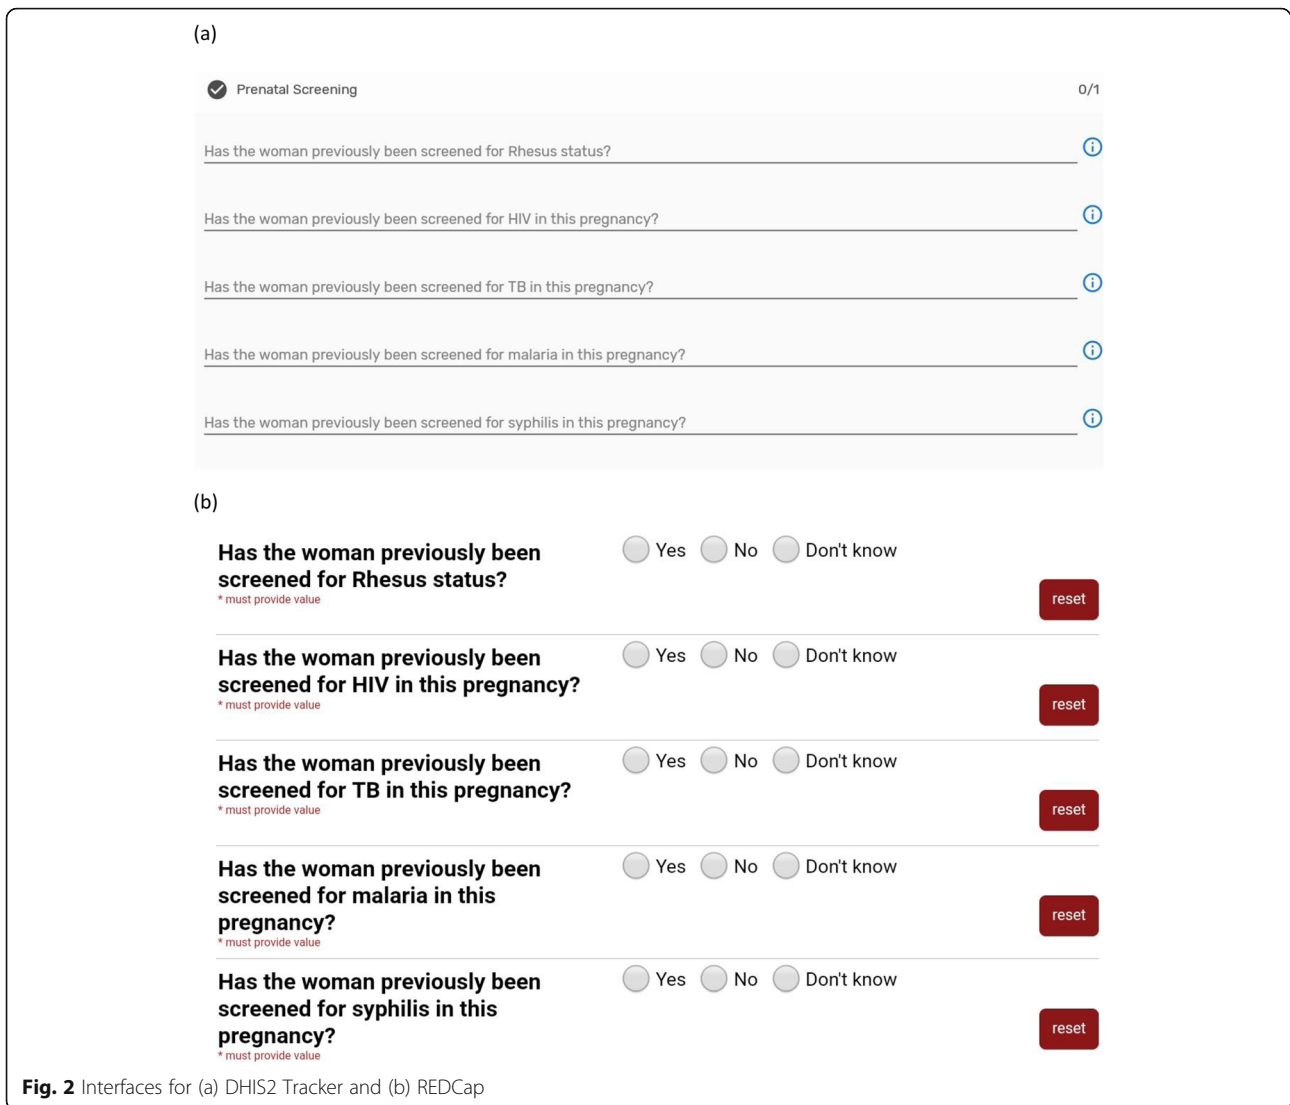 (a)
Prenatal Screening 0/1
Has the woman previously been screened for Rhesus status?
Has the woman previously been screened for HIV in this pregnancy?
Has the woman previously been screened for TB in this pregnancy?
Has the woman previously been screened for malaria in this pregnancy?
Has the woman previously been screened for syphilis in this pregnancy?
(b)
Has the woman previously been Yes No Don't know
screened for Rhesus status?
* must provide value
reset
Has the woman previously been Yes No Don't know
screened for HIV in this pregnancy?
* must provide value
reset
Has the woman previously been Yes No Don't know
screened for TB in this pregnancy?
* must provide value
reset
Has the woman previously been Yes No Don't know
screened for malaria in this
pregnancy?
reset
* must provide value
Has the woman previously been Yes No Don't know
screened for syphilis in this
pregnancy?
reset
* must provide value
Fig. 2 Interfaces for (a) DHIS2 Tracker and (b) REDCap